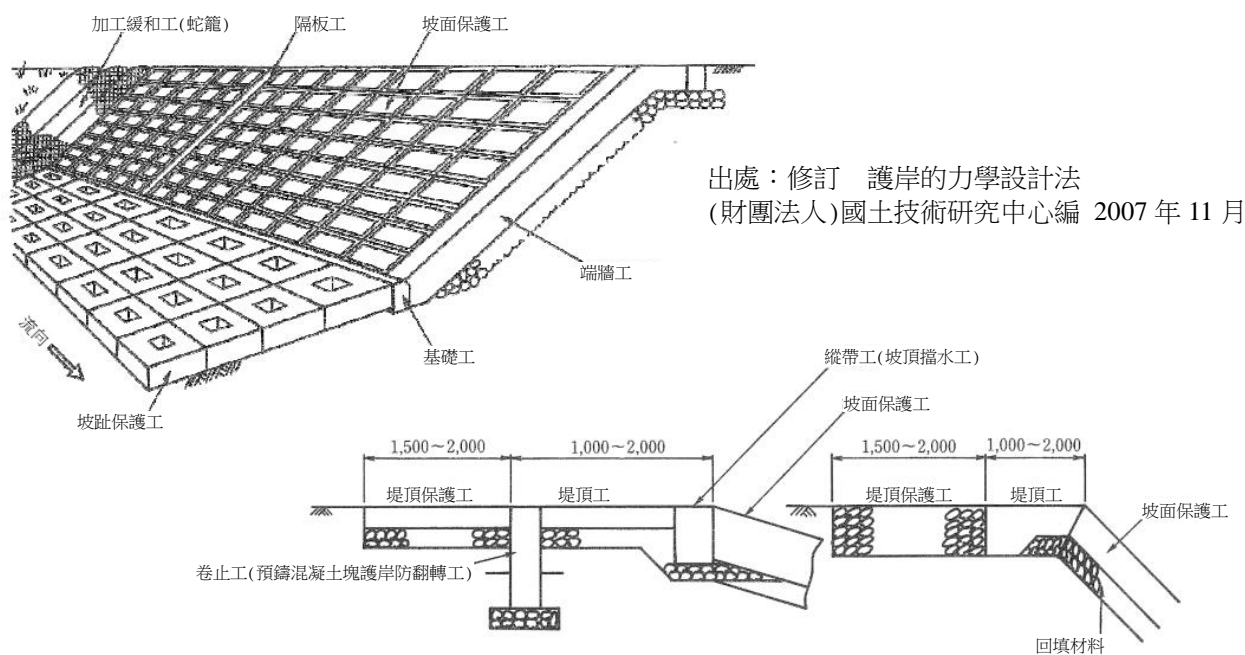 加工緩和工(蛇籠)
隔板工
坡面保護工
出處：修訂　護岸的力學設計法
(財團法人)國土技術研究中心編 2007 年 11 月
端牆工
基礎工
流向
坡趾保護工
縱帶工(坡頂擋水工)
坡面保護工
1,500～2,000
1,000～2,000
堤頂保護工
堤頂工
卷止工(預鑄混凝土塊護岸防翻轉工)
1,500～2,000
1,000～2,000
堤頂保護工
堤頂工
坡面保護工
回填材料